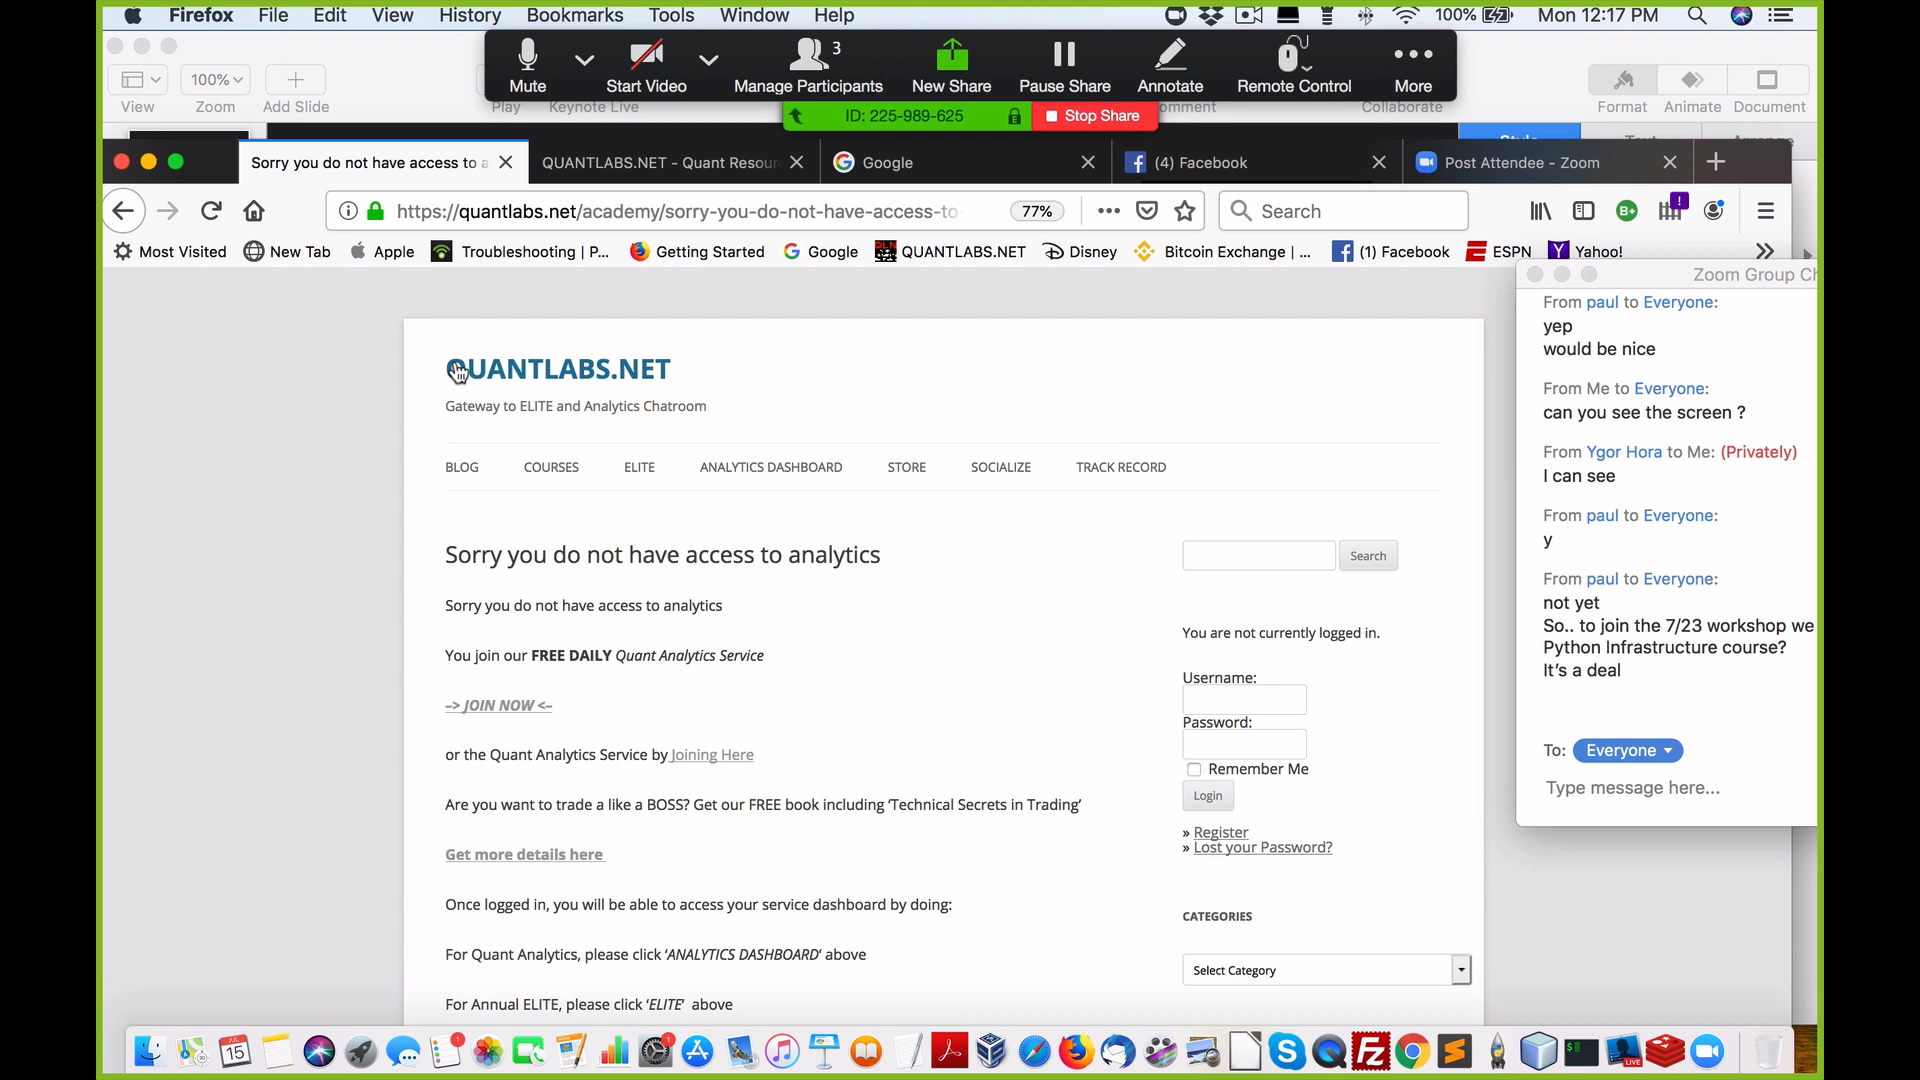 Firefox File Edit View History Bookmarks Tools Window Help 100% Mon 12:17 PM
100%
View Zoom Add Slide Play Keynote Live Collaborate Format Animate Document
Mute Start Video Manage Participants 3 New Share Pause Share Annotate Remote Control More
ID: 225-989-625 Stop Share
Sorry you do not have access to a QUANTLABS.NET - Quant Resour Google (4) Facebook Post Attendee - Zoom
https://quantlabs.net/academy/sorry-you-do-not-have-access-to- 77% Search
Most Visited New Tab Apple Troubleshooting | P... Getting Started Google QUANTLABS.NET Disney Bitcoin Exchange | ... (1) Facebook ESPN Yahoo!
QUANTLABS.NET
Gateway to ELITE and Analytics Chatroom
BLOG COURSES ELITE ANALYTICS DASHBOARD STORE SOCIALIZE TRACK RECORD
Sorry you do not have access to analytics
Sorry you do not have access to analytics
You join our FREE DAILY Quant Analytics Service
–> JOIN NOW <–
or the Quant Analytics Service by Joining Here
Are you want to trade a like a BOSS? Get our FREE book including ‘Technical Secrets in Trading’
Get more details here
Once logged in, you will be able to access your service dashboard by doing:
For Quant Analytics, please click ‘ANALYTICS DASHBOARD‘ above
For Annual ELITE, please click ‘ELITE’ above
Search
You are not currently logged in.
Username:
Password:
Remember Me
Login
» Register
» Lost your Password?
CATEGORIES
Select Category
Zoom Group Ch
From paul to Everyone:
yep
would be nice
From Me to Everyone:
can you see the screen ?
From Ygor Hora to Me: (Privately)
I can see
From paul to Everyone:
y
From paul to Everyone:
not yet
So.. to join the 7/23 workshop we
Python Infrastructure course?
It’s a deal
To: Everyone
Type message here...
JUL
15